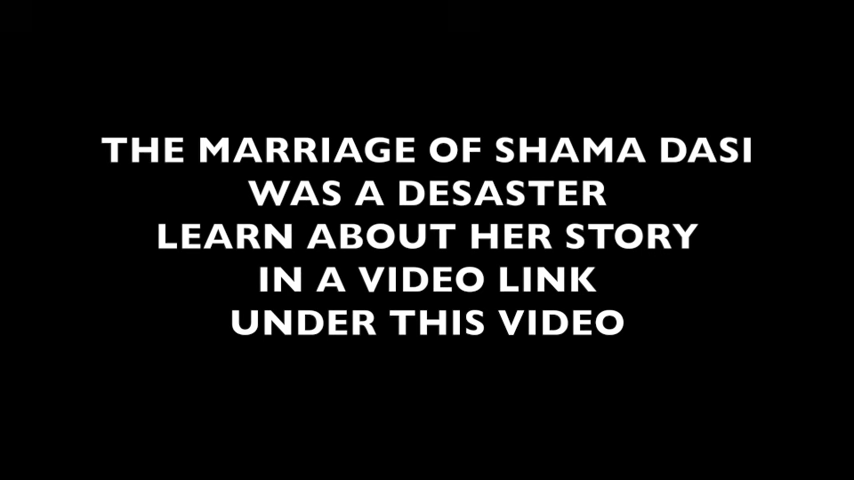 THE MARRIAGE OF SHAMA DASI
WAS A DESASTER
LEARN ABOUT HER STORY
IN A VIDEO LINK
UNDER THIS VIDEO